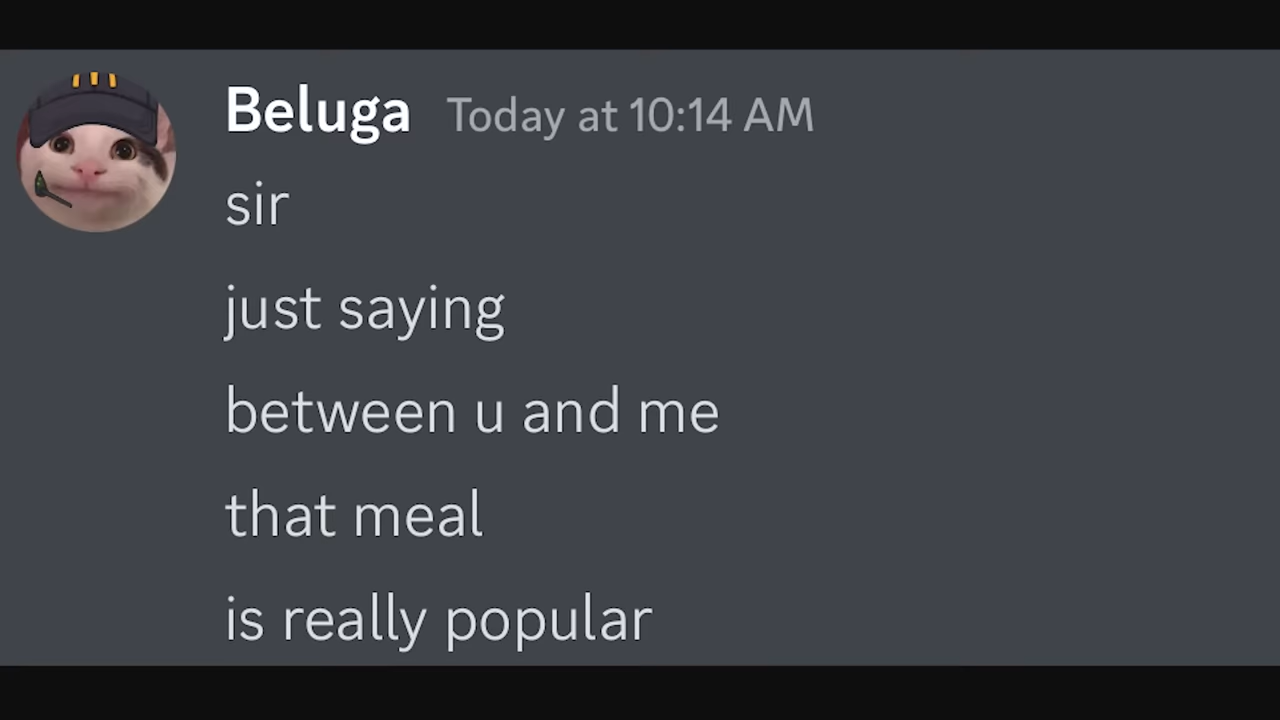 Beluga Today at 10:14 AM
sir
just saying
between u and me
that meal
is really popular